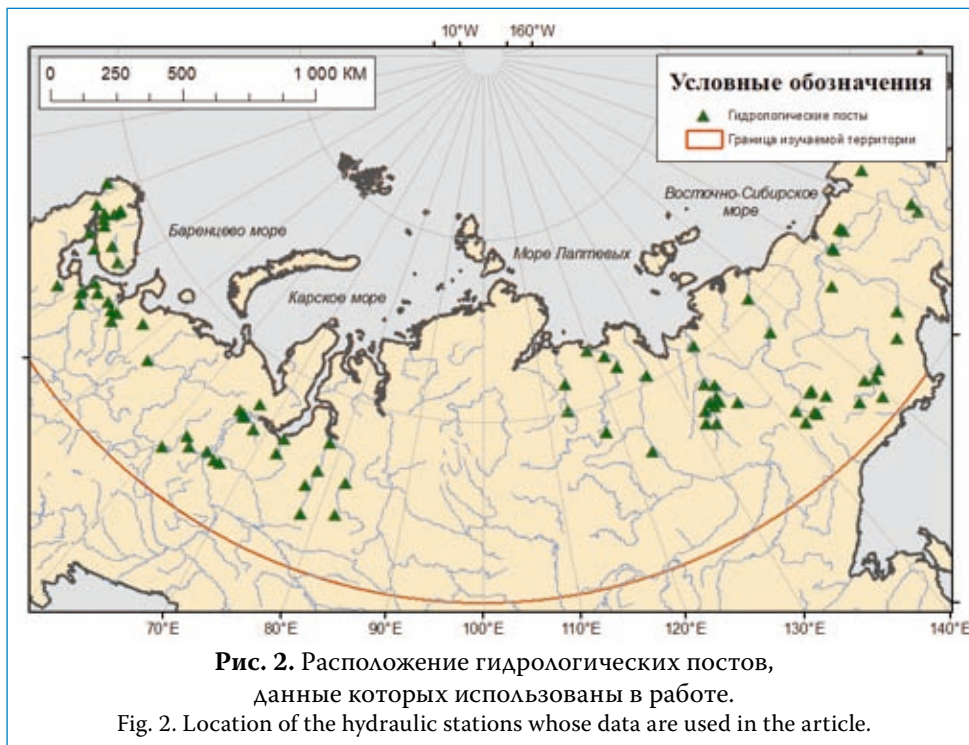 10°W 160°W
0 250 500 1 000 КМ
Условные обозначения
Гидрологические посты
Граница изучаемой территории
Восточно-Сибирское
море
Баренцево море
Море Лаптевых
Карское море
70°E 80°E 90°E 100°E 110°E 120°E 130°E 140°E
Рис. 2. Расположение гидрологических постов,
данные которых использованы в работе.
Fig. 2. Location of the hydraulic stations whose data are used in the article.